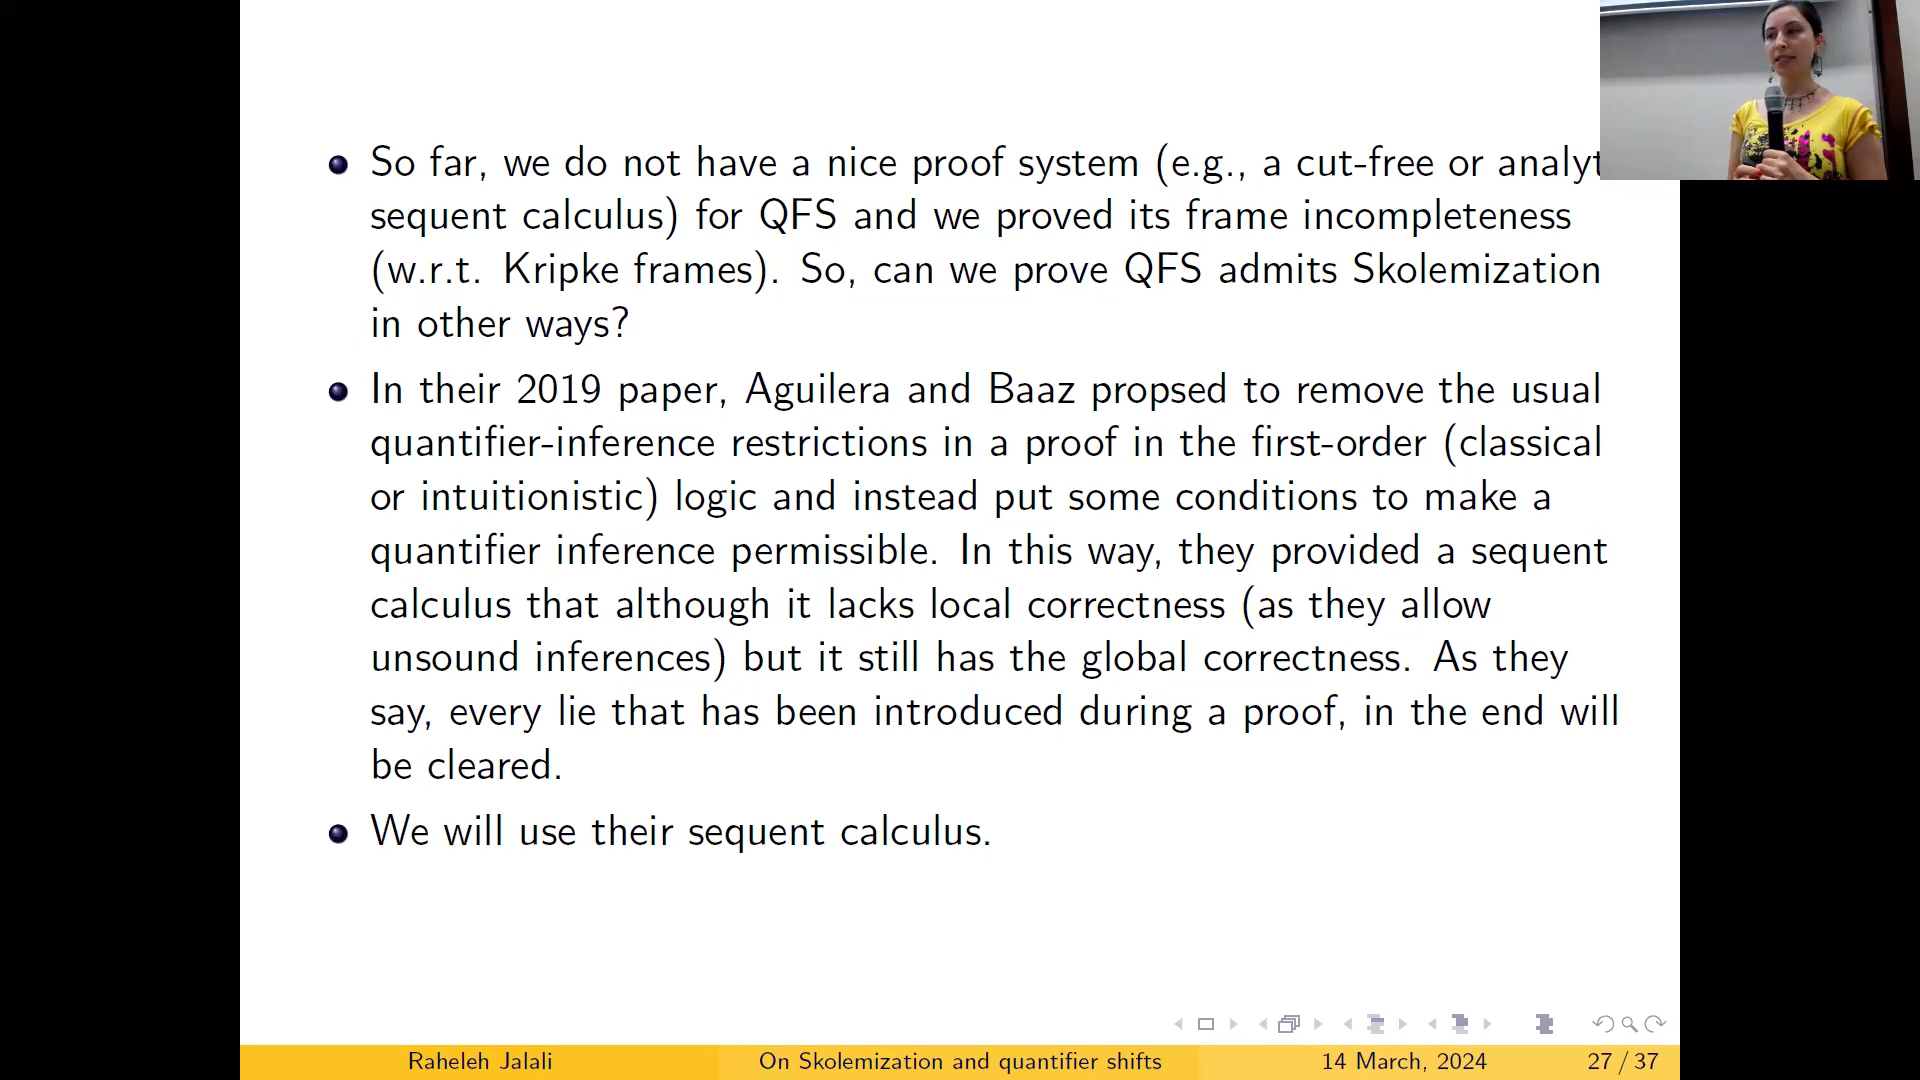 So far, we do not have a nice proof system (e.g., a cut-free or analyt
sequent calculus) for QFS and we proved its frame incompleteness
(w.r.t. Kripke frames). So, can we prove QFS admits Skolemization
in other ways?
In their 2019 paper, Aguilera and Baaz propsed to remove the usual
quantifier-inference restrictions in a proof in the first-order (classical
or intuitionistic) logic and instead put some conditions to make a
quantifier inference permissible. In this way, they provided a sequent
calculus that although it lacks local correctness (as they allow
unsound inferences) but it still has the global correctness. As they
say, every lie that has been introduced during a proof, in the end will
be cleared.
We will use their sequent calculus.
Raheleh Jalali On Skolemization and quantifier shifts 14 March, 2024 27 / 37